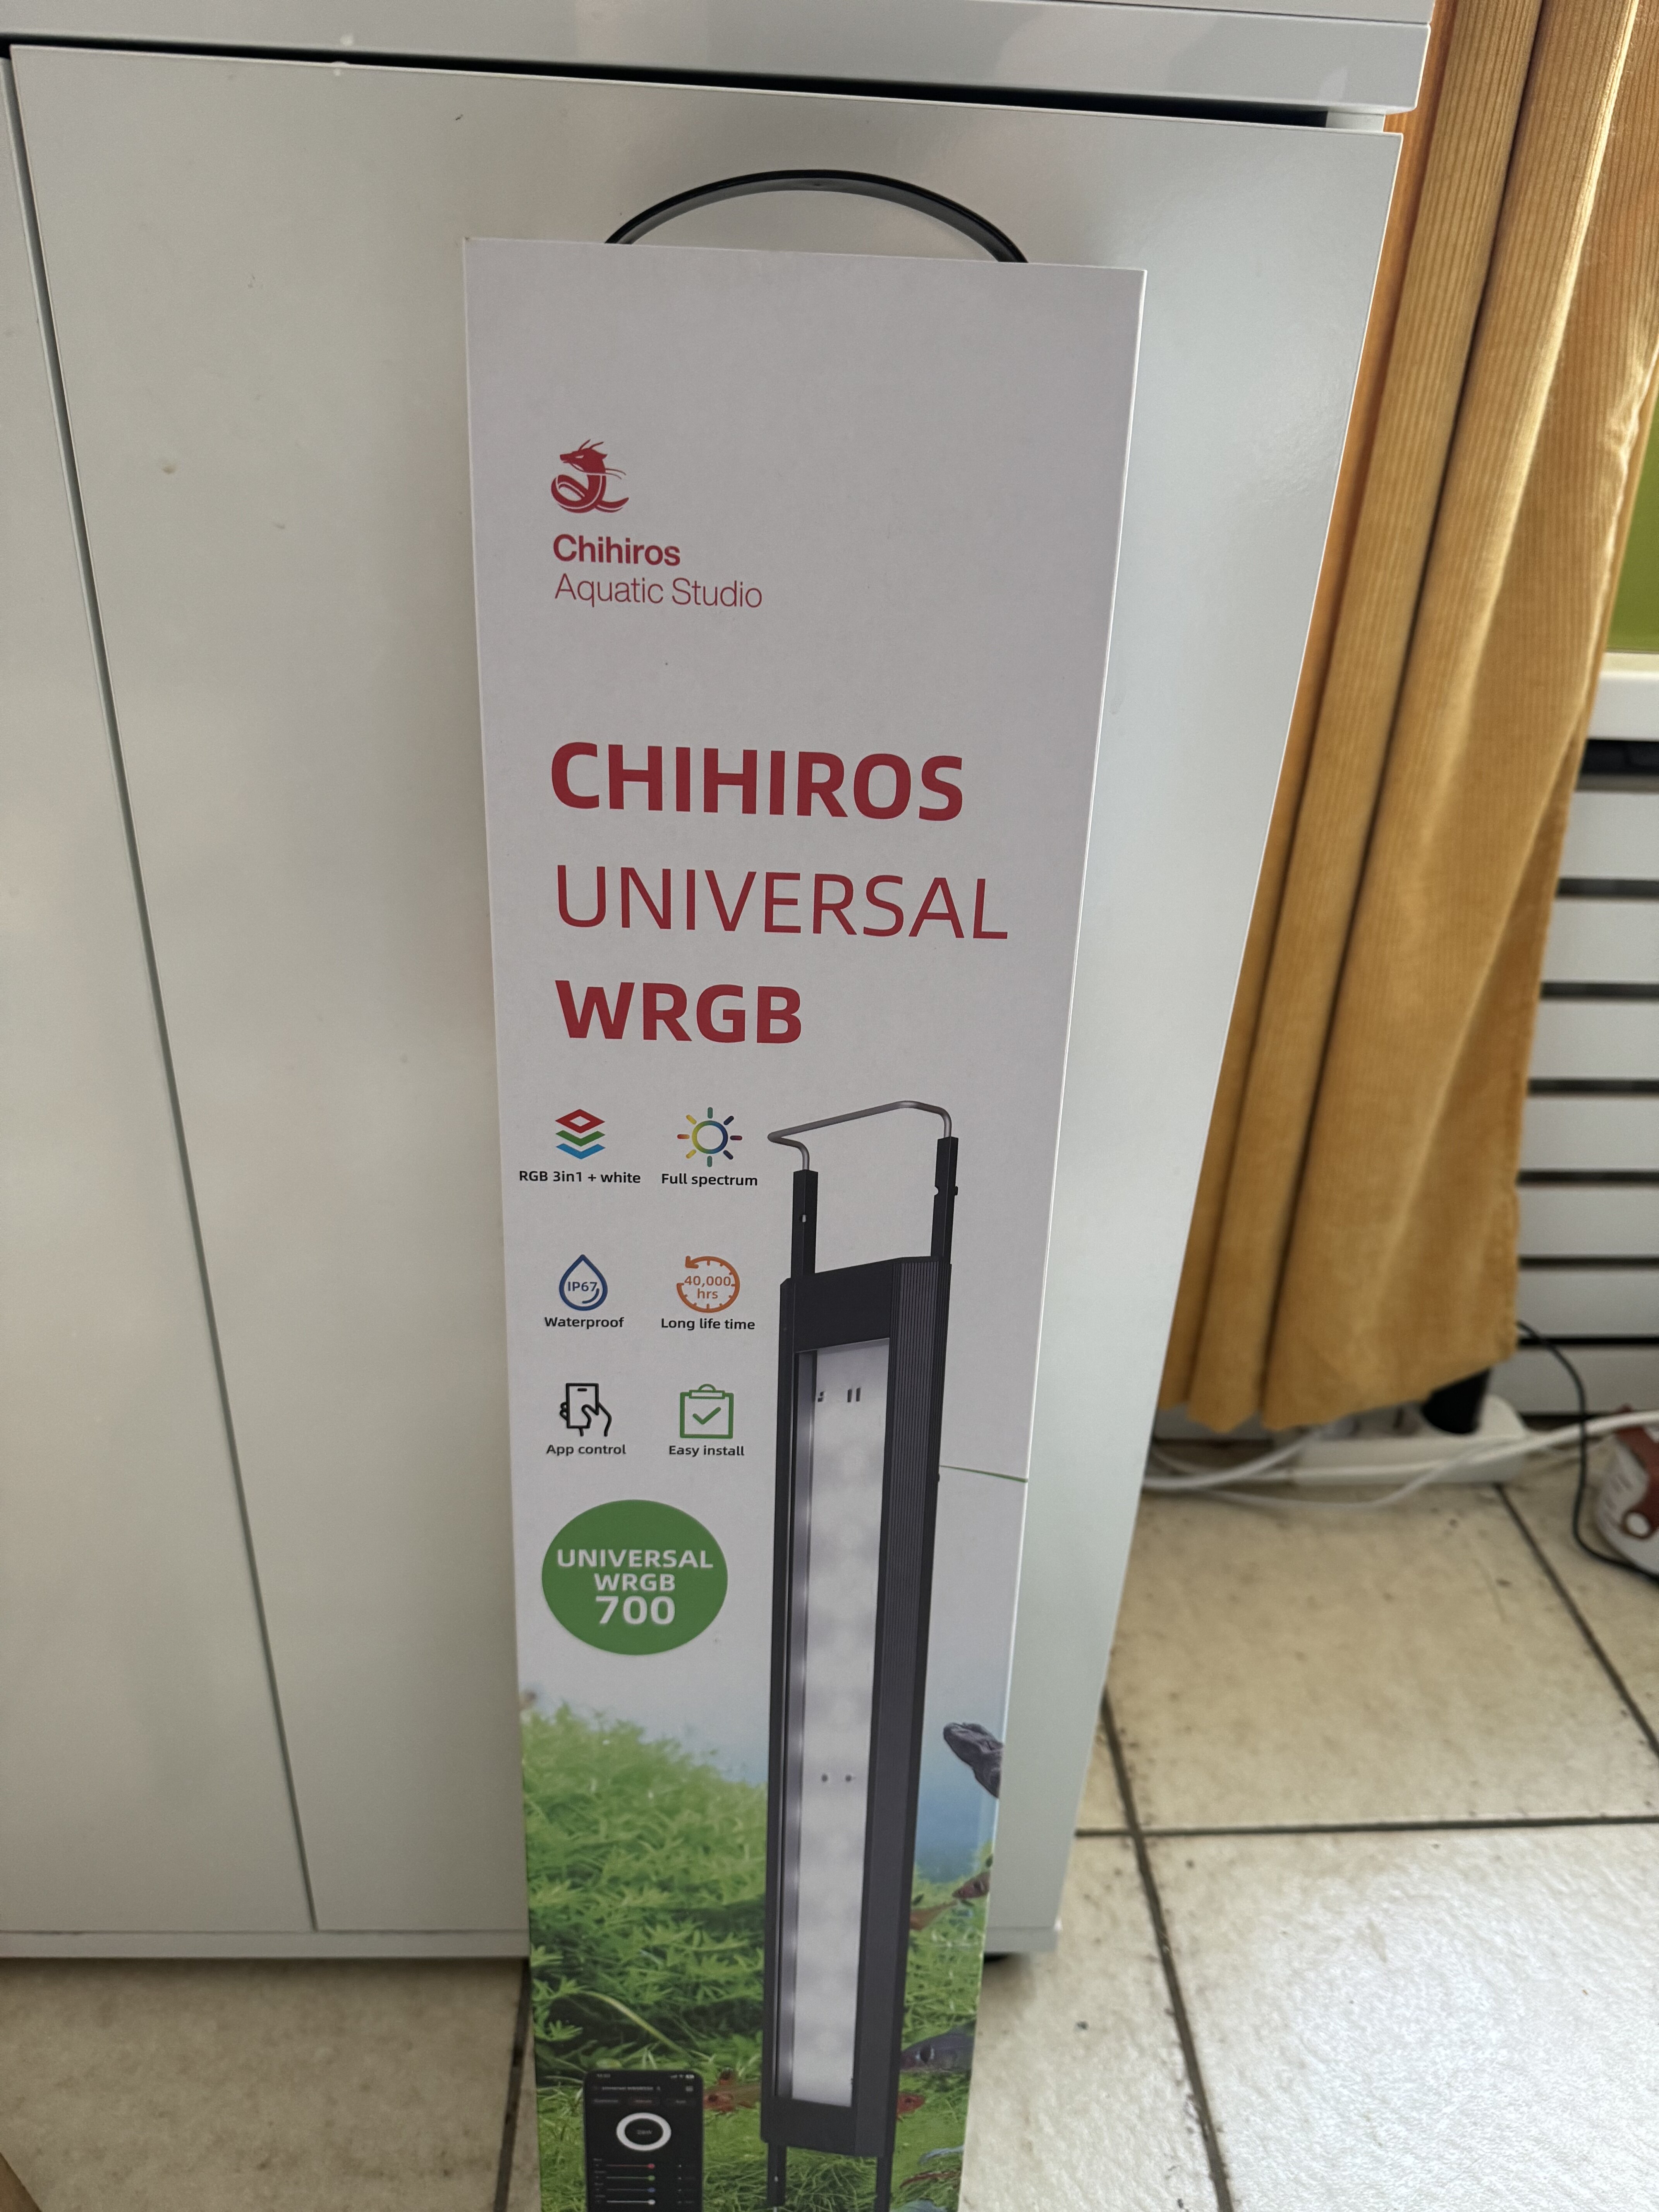 Chihiros
Aquatic Studio
CHIHIROS
UNIVERSAL
WRGB
RGB 3in1 + white
Full spectrum
IP67
Waterproof
40,000
hrs
Long life time
App control
Easy install
UNIVERSAL
WRGB
700